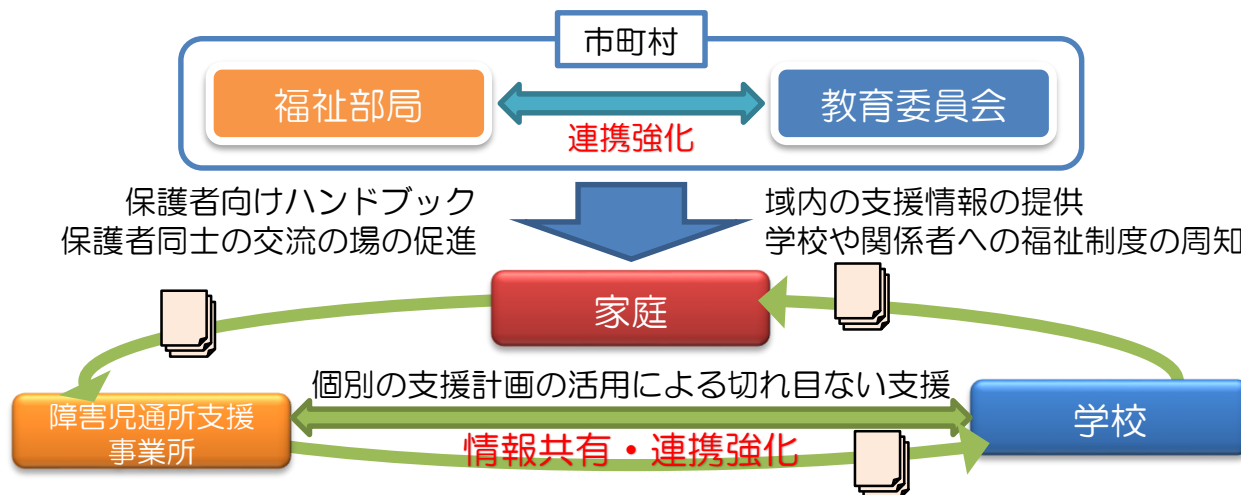 市町村
福祉部局
教育委員会
連携強化
保護者向けハンドブック
保護者同士の交流の場の促進
域内の支援情報の提供
学校や関係者への福祉制度の周知
家庭
個別の支援計画の活用による切れ目ない支援
障害児通所支援
事業所
学校
情報共有・連携強化